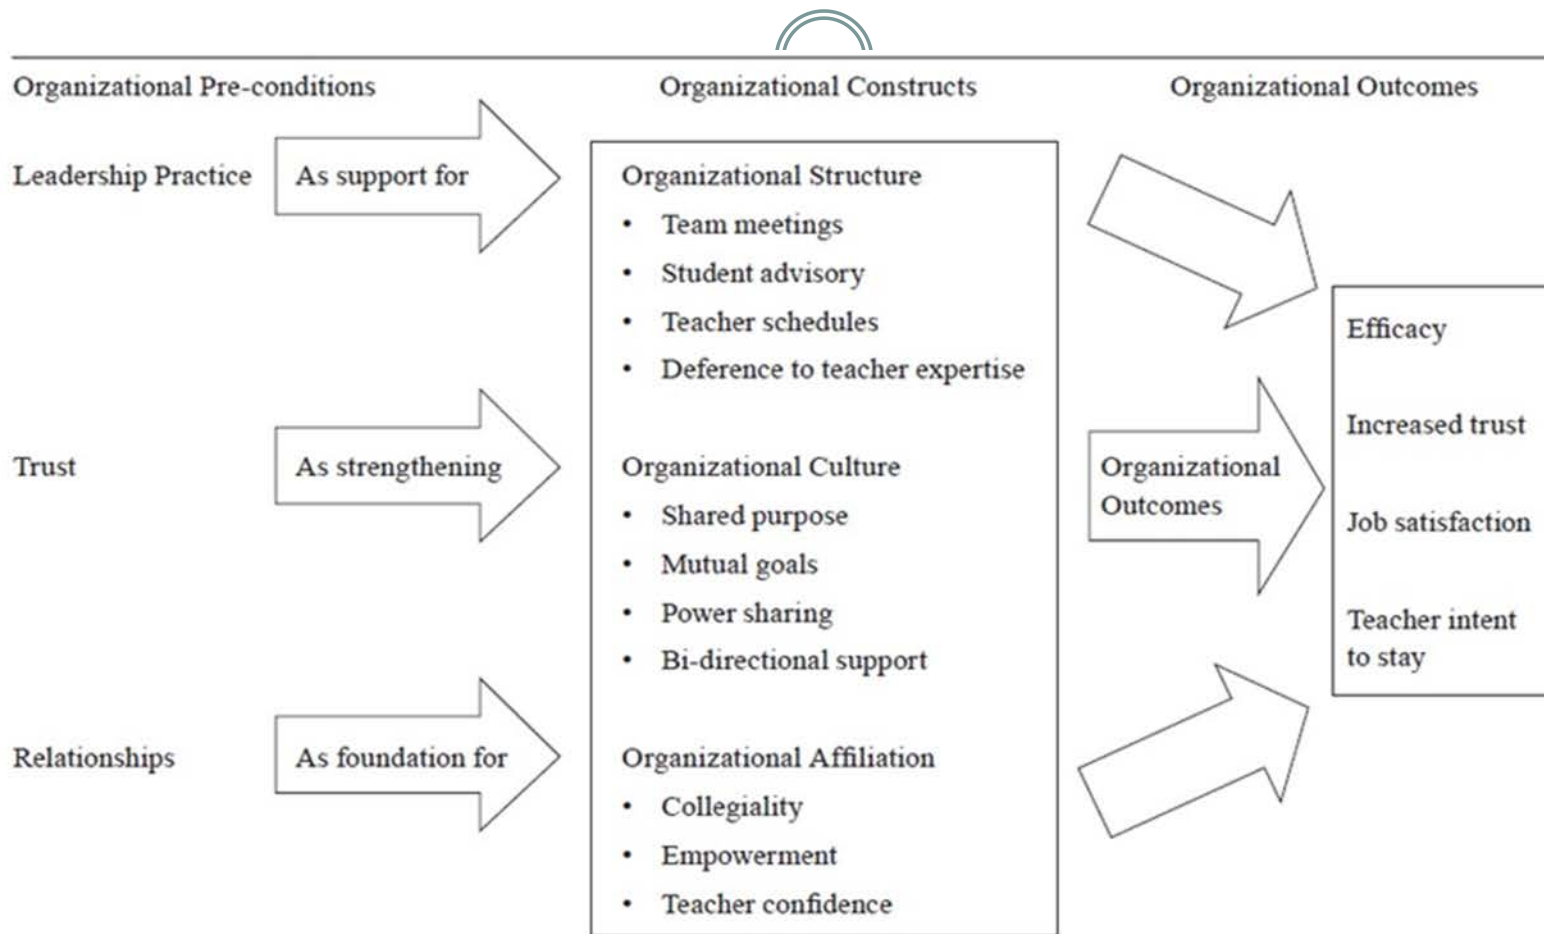 Organizational Pre-conditions
Organizational Constructs
Organizational Outcomes
Leadership Practice
As support for
Organizational Structure
• Team meetings
• Student advisory
• Teacher schedules
• Deference to teacher expertise
Trust
As strengthening
Organizational Culture
• Shared purpose
• Mutual goals
• Power sharing
• Bi-directional support
Relationships
As foundation for
Organizational Affiliation
• Collegiality
• Empowerment
• Teacher confidence
Organizational
Outcomes
Efficacy
Increased trust
Job satisfaction
Teacher intent
to stay